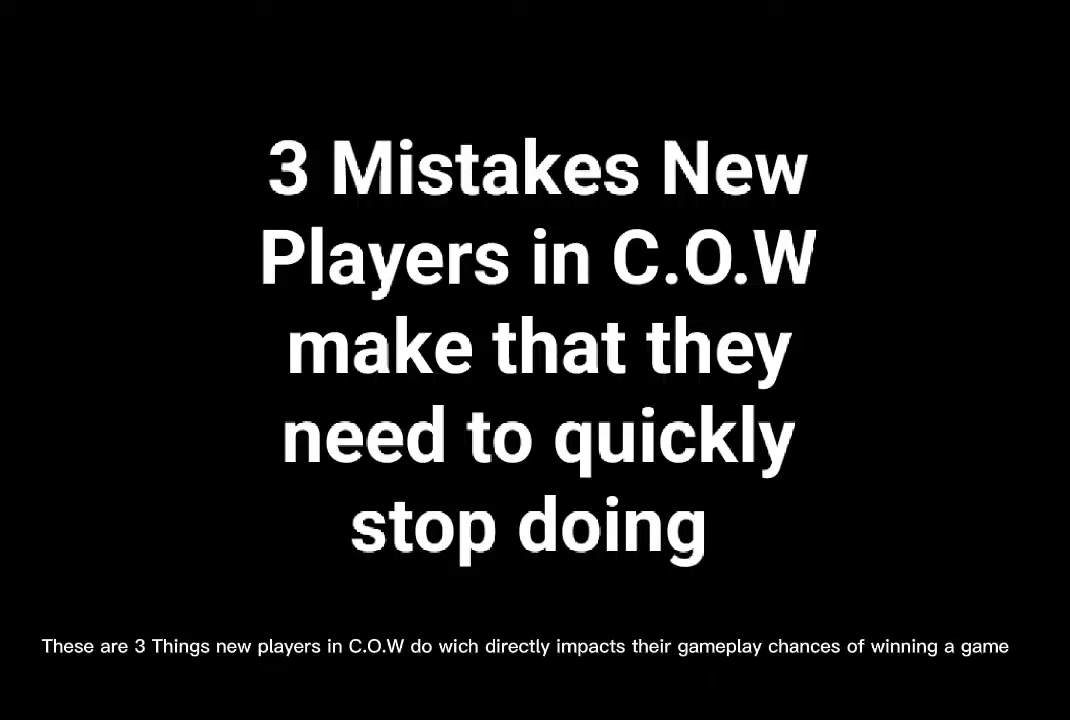 3 Mistakes New
Players in C.O.W
make that they
need to quickly
stop doing
These are 3 Things new players in C.O.W do wich directly impacts their gameplay chances of winning a game